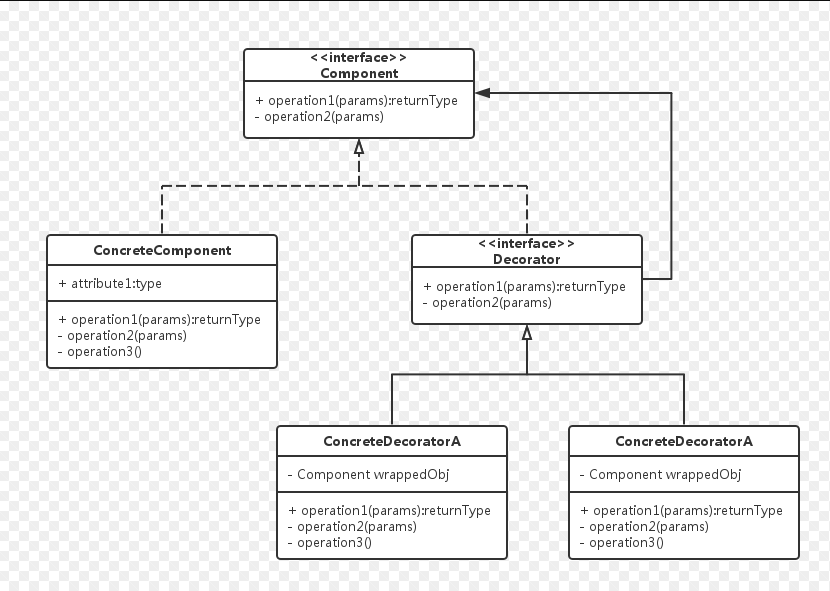 <<interface>>
Component
+ operation1(params):returnType
- operation2(params)
ConcreteComponent
+ attribute1:type
+ operation1(params):returnType
- operation2(params)
- operation3()
<<interface>>
Decorator
+ operation1(params):returnType
- operation2(params)
ConcreteDecoratorA
- Component wrappedObj
+ operation1(params):returnType
- operation2(params)
- operation3()
ConcreteDecoratorA
- Component wrappedObj
+ operation1(params):returnType
- operation2(params)
- operation3()